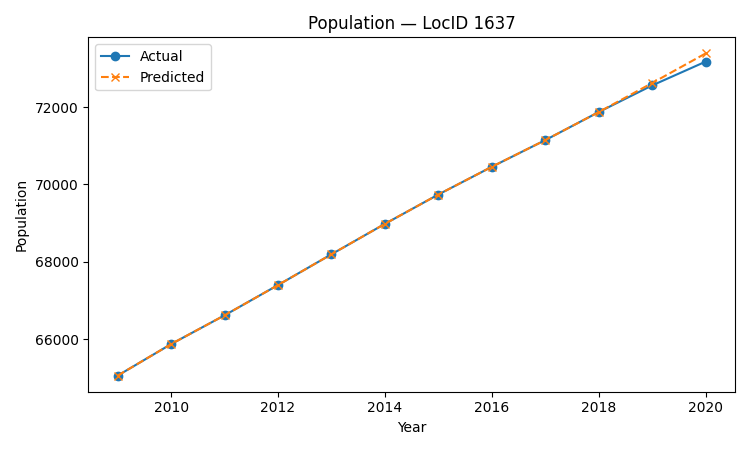 Population — LocID 1637
Actual
Predicted
72000
70000
68000
66000
Population
2010 2012 2014 2016 2018 2020
Year